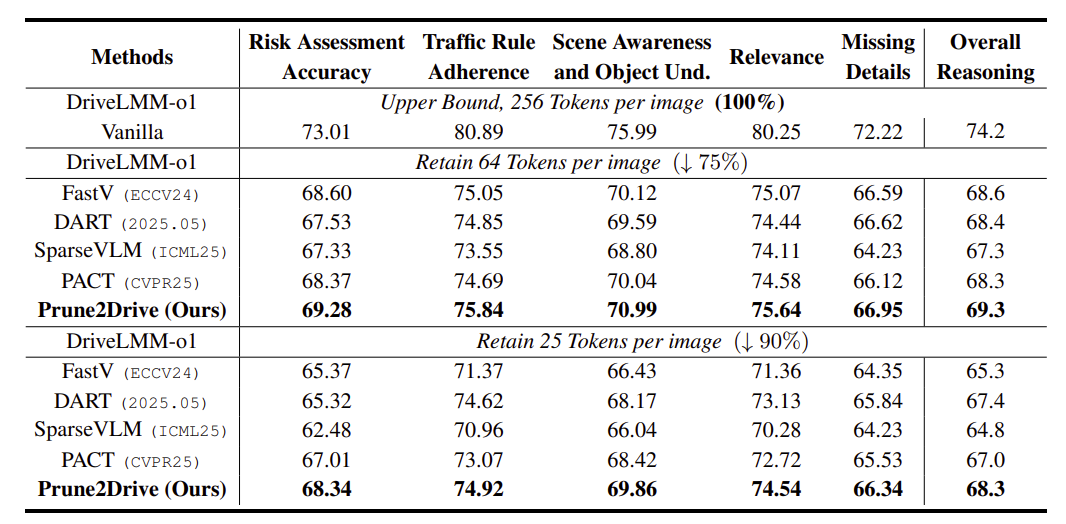 Methods Risk Assessment Accuracy Traffic Rule Adherence Scene Awareness and Object Und. Relevance Missing Details Overall Reasoning
DriveLMM-o1 Upper Bound, 256 Tokens per image (100%)
Vanilla 73.01 80.89 75.99 80.25 72.22 74.2
DriveLMM-o1 Retain 64 Tokens per image (↓ 75%)
FastV (ECCV24) 68.60 75.05 70.12 75.07 66.59 68.6
DART (2025.05) 67.53 74.85 69.59 74.44 66.62 68.4
SparseVLM (ICML25) 67.33 73.55 68.80 74.11 64.23 67.3
PACT (CVPR25) 68.37 74.69 70.04 74.58 66.12 68.3
Prune2Drive (Ours) 69.28 75.84 70.99 75.64 66.95 69.3
DriveLMM-o1 Retain 25 Tokens per image (↓ 90%)
FastV (ECCV24) 65.37 71.37 66.43 71.36 64.35 65.3
DART (2025.05) 65.32 74.62 68.17 73.13 65.84 67.4
SparseVLM (ICML25) 62.48 70.96 66.04 70.28 64.23 64.8
PACT (CVPR25) 67.01 73.07 68.42 72.72 65.53 67.0
Prune2Drive (Ours) 68.34 74.92 69.86 74.54 66.34 68.3